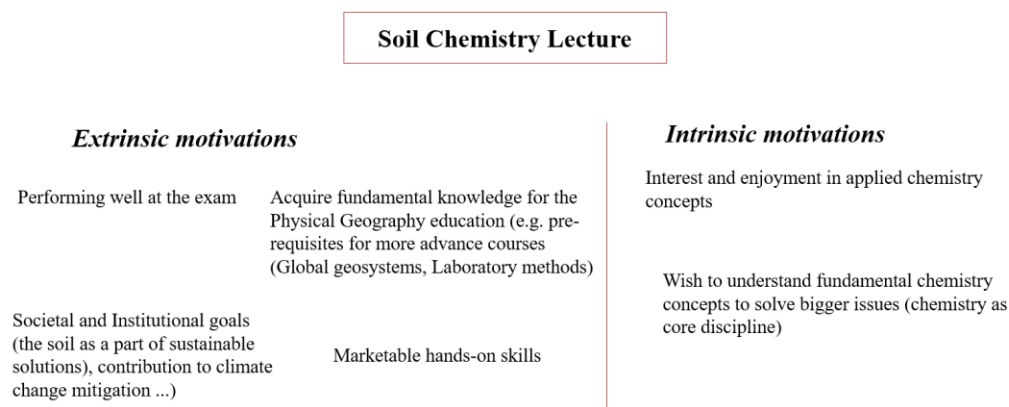 Soil Chemistry Lecture
Extrinsic motivations
Performing well at the exam
Acquire fundamental knowledge for the
Physical Geography education (e.g. pre-
requisites for more advance courses
(Global geosystems, Laboratory methods)
Societal and Institutional goals
(the soil as a part of sustainable
solutions), contribution to climate
change mitigation ...)
Marketable hands-on skills
Intrinsic motivations
Interest and enjoyment in applied chemistry
concepts
Wish to understand fundamental chemistry
concepts to solve bigger issues (chemistry as
core discipline)